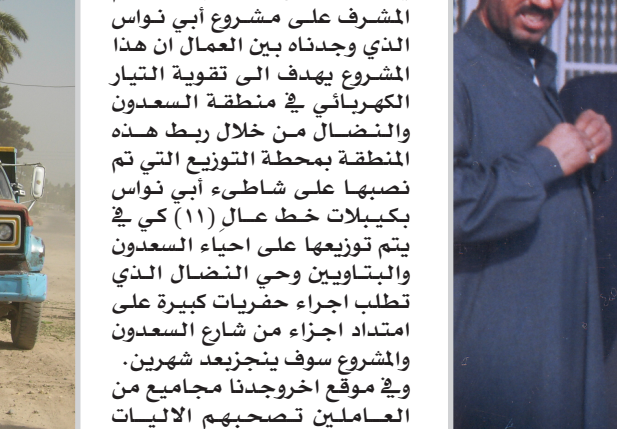 المشرف على مشروع أبي نواس
الذي وجدناه بين العمال ان هذا
المشروع يهدف الى تقوية التيار
الكهربائي في منطقة السعدون
والنضال من خلال ربط هذه
المنطقة بمحطة التوزيع التي تم
نصبها على شاطىء أبي نواس
بكيبلات خط عالِ (١١) كي في
يتم توزيعها على احياء السعدون
والبتاويين وحي النضال الذي
تطلب اجراء حفريات كبيرة على
امتداد اجزاء من شارع السعدون
والمشروع سوف ينجزبعد شهرين.
وفي موقع اخروجدنا مجاميع من
العاملين تصحبهم الاليات